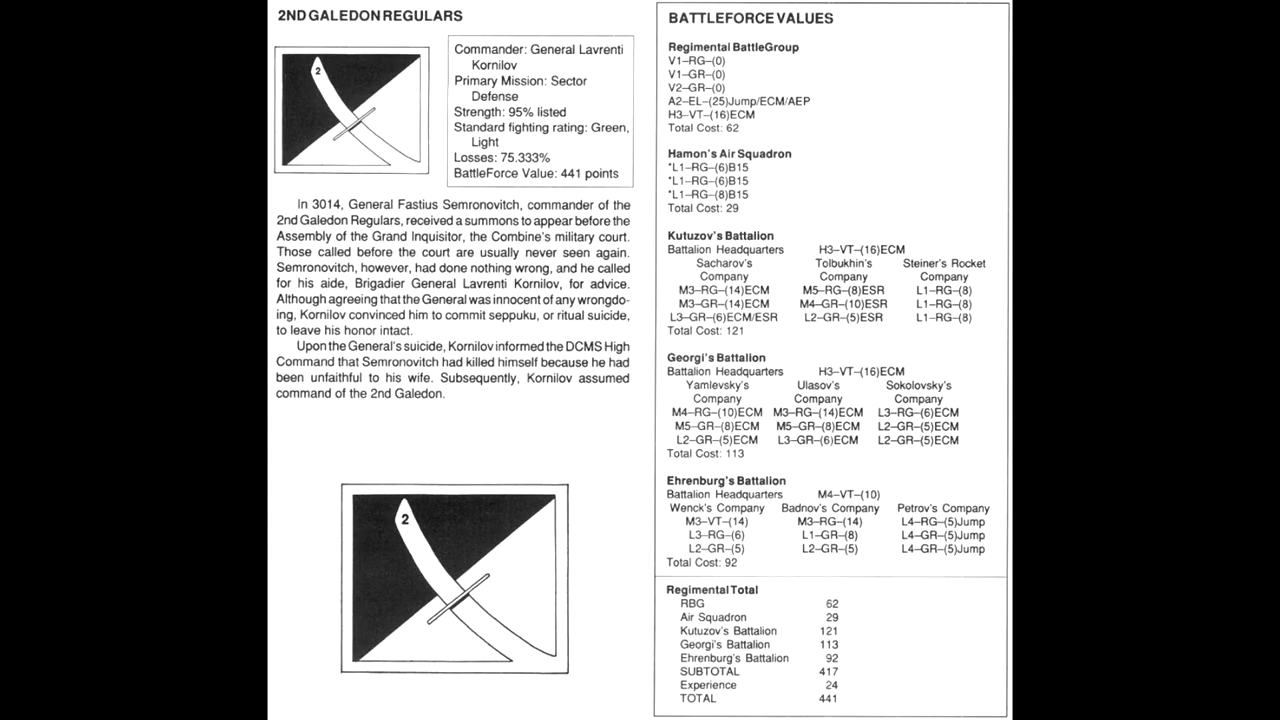 2ND GALEDON REGULARS
2
Commander: General Lavrenti
Kornilov
Primary Mission: Sector
Defense
Strength: 95% listed
Standard fighting rating: Green,
Light
Losses: 75.333%
BattleForce Value: 441 points
In 3014, General Fastius Semronovitch, commander of the
2nd Galedon Regulars, received a summons to appear before the
Assembly of the Grand Inquisitor, the Combine's military court.
Those called before the court are usually never seen again.
Semronovitch, however, had done nothing wrong, and he called
for his aide, Brigadier General Lavrenti Kornilov, for advice.
Although agreeing that the General was innocent of any wrongdo-
ing, Kornilov convinced him to commit seppuku, or ritual suicide,
to leave his honor intact.
Upon the General's suicide, Kornilov informed the DCMS High
Command that Semronovitch had killed himself because he had
been unfaithful to his wife. Subsequently, Kornilov assumed
command of the 2nd Galedon.
2
BATTLEFORCE VALUES
Regimental BattleGroup
V1–RG–(0)
V1–GR–(0)
V2–GR–(0)
A2–EL–(25)Jump/ECM/AEP
H3–VT–(16)ECM
Total Cost: 62
Hamon's Air Squadron
*L1–RG–(6)B15
*L1–RG–(6)B15
*L1–RG–(8)B15
Total Cost: 29
Kutuzov's Battalion
Battalion Headquarters H3–VT–(16)ECM
Sacharov's Tolbukhin's Steiner's Rocket
Company Company Company
M3–RG–(14)ECM M5–RG–(8)ESR L1–RG–(8)
M3–GR–(14)ECM M4–GR–(10)ESR L1–RG–(8)
L3–GR–(6)ECM/ESR L2–GR–(5)ESR L1–RG–(8)
Total Cost: 121
Georgi's Battalion
Battalion Headquarters H3–VT–(16)ECM
Yamlevsky's Ulasov's Sokolovsky's
Company Company Company
M4–RG–(10)ECM M3–RG–(14)ECM L3–RG–(6)ECM
M5–GR–(8)ECM M5–GR–(8)ECM L2–GR–(5)ECM
L2–GR–(5)ECM L3–GR–(6)ECM L2–GR–(5)ECM
Total Cost: 113
Ehrenburg's Battalion
Battalion Headquarters M4–VT–(10)
Wenck's Company Badnov's Company Petrov's Company
M3–VT–(14) M3–RG–(14) L4–RG–(5)Jump
L3–RG–(6) L1–GR–(8) L4–GR–(5)Jump
L2–GR–(5) L2–GR–(5) L4–GR–(5)Jump
Total Cost: 92
Regimental Total
RBG 62
Air Squadron 29
Kutuzov's Battalion 121
Georgi's Battalion 113
Ehrenburg's Battalion 92
SUBTOTAL 417
Experience 24
TOTAL 441